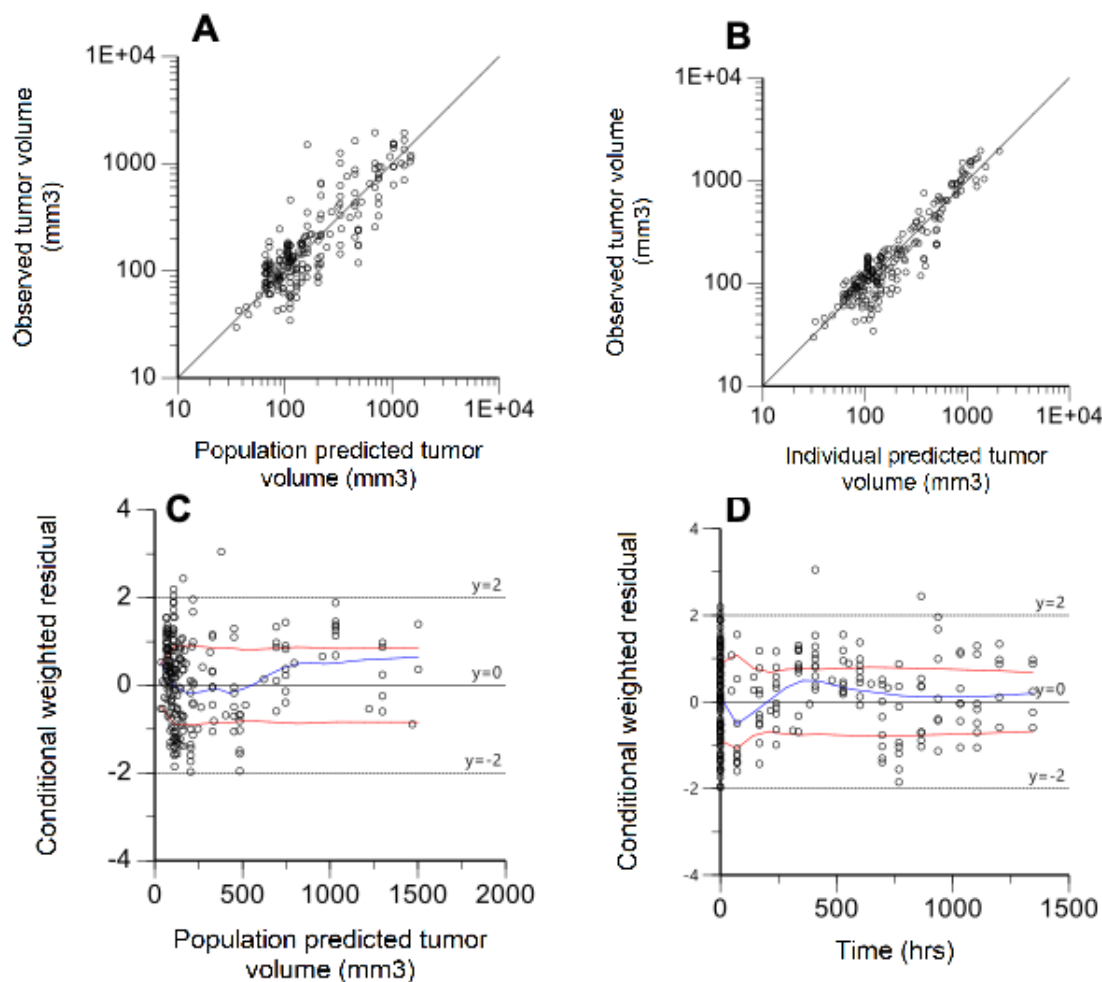 A
1E+04
1000
100
10
10
100
1000
1E+04
Observed tumor volume
(mm3)
Population predicted tumor
volume (mm3)
B
1E+04
1000
100
10
10
100
1000
1E+04
Observed tumor volume
(mm3)
Individual predicted tumor
volume (mm3)
C
4
2
0
-2
-4
y=2
y=0
y=-2
0
500
1000
1500
2000
Conditional weighted residual
Population predicted tumor
volume (mm3)
D
4
2
0
-2
-4
y=2
y=0
y=-2
0
500
1000
1500
Conditional weighted residual
Time (hrs)